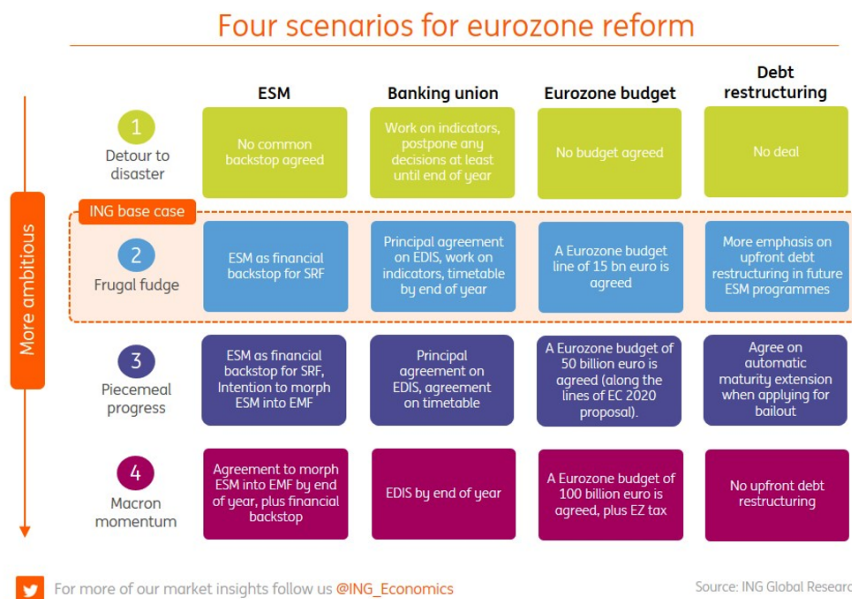 Four scenarios for eurozone reform
ESM
Banking union
Eurozone budget
Debt
restructuring
More ambitious
1
Detour to
disaster
No common
backstop agreed
Work on indicators,
postpone any
decisions at least
until end of year
No budget agreed
No deal
ING base case
2
Frugal fudge
ESM as financial
backstop for SRF
Principal agreement
on EDIS, work on
indicators, timetable
by end of year
A Eurozone budget
line of 15 bn euro is
agreed
More emphasis on
upfront debt
restructuring in future
ESM programmes
3
Piecemeal
progress
ESM as financial
backstop for SRF,
Intention to morph
ESM into EMF
Principal
agreement on
EDIS, agreement
on timetable
A Eurozone budget of
50 billion euro is
agreed (along the
lines of EC 2020
proposal).
Agree on
automatic
maturity extension
when applying for
bailout
4
Macron
momentum
Agreement to morph
ESM into EMF by end
of year, plus financial
backstop
EDIS by end of year
A Eurozone budget of
100 billion euro is
agreed, plus EZ tax
No upfront debt
restructuring
For more of our market insights follow us @ING_Economics
Source: ING Global Researc